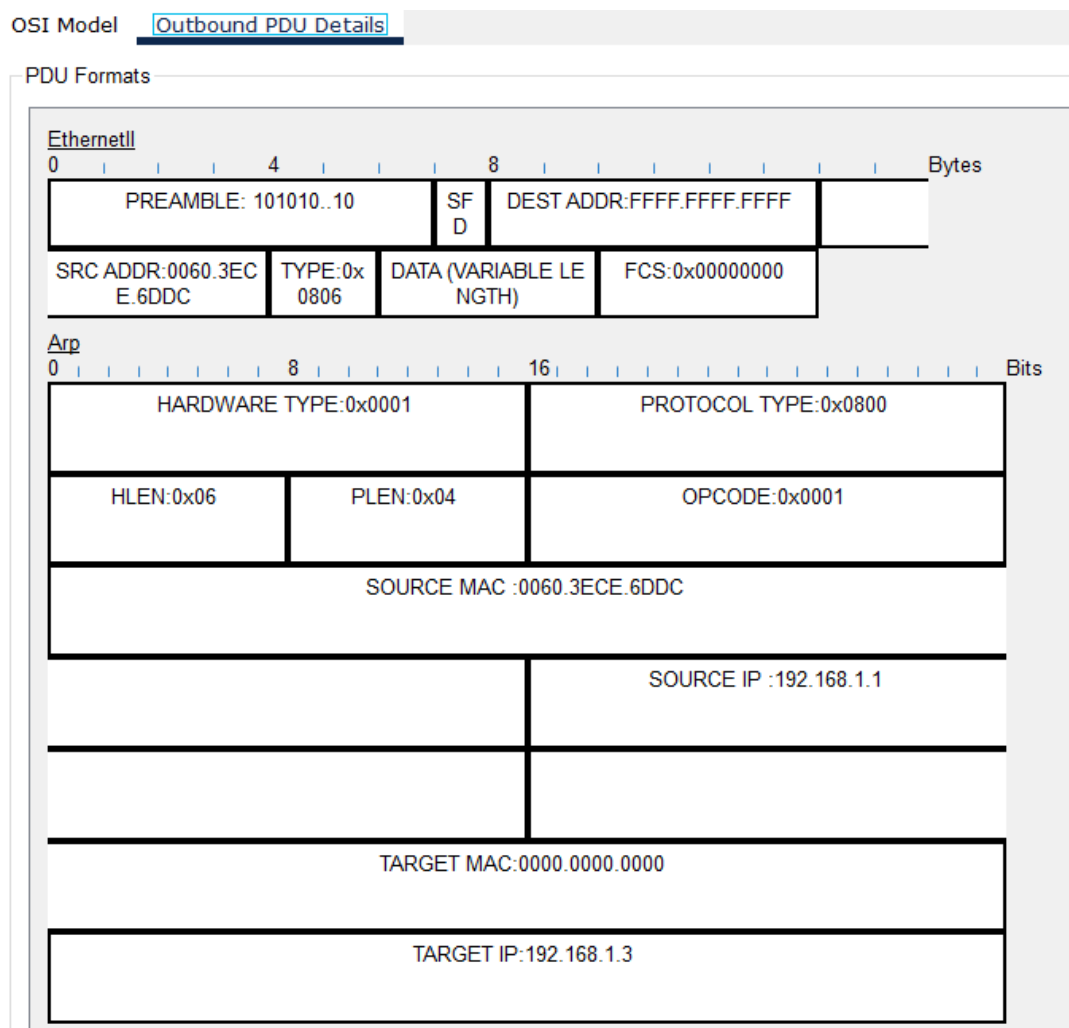 OSI Model Outbound PDU Details
PDU Formats
EthernetII
0 4 8 Bytes
PREAMBLE: 101010..10 SF DEST ADDR:FFFF.FFFF.FFFF
D
SRC ADDR:0060.3EC TYPE:0x DATA (VARIABLE LE FCS:0x00000000
E.6DDC 0806 NGTH)
Arp
0 8 16 Bits
HARDWARE TYPE:0x0001 PROTOCOL TYPE:0x0800
HLEN:0x06 PLEN:0x04 OPCODE:0x0001
SOURCE MAC :0060.3ECE.6DDC
SOURCE IP :192.168.1.1
TARGET MAC:0000.0000.0000
TARGET IP:192.168.1.3